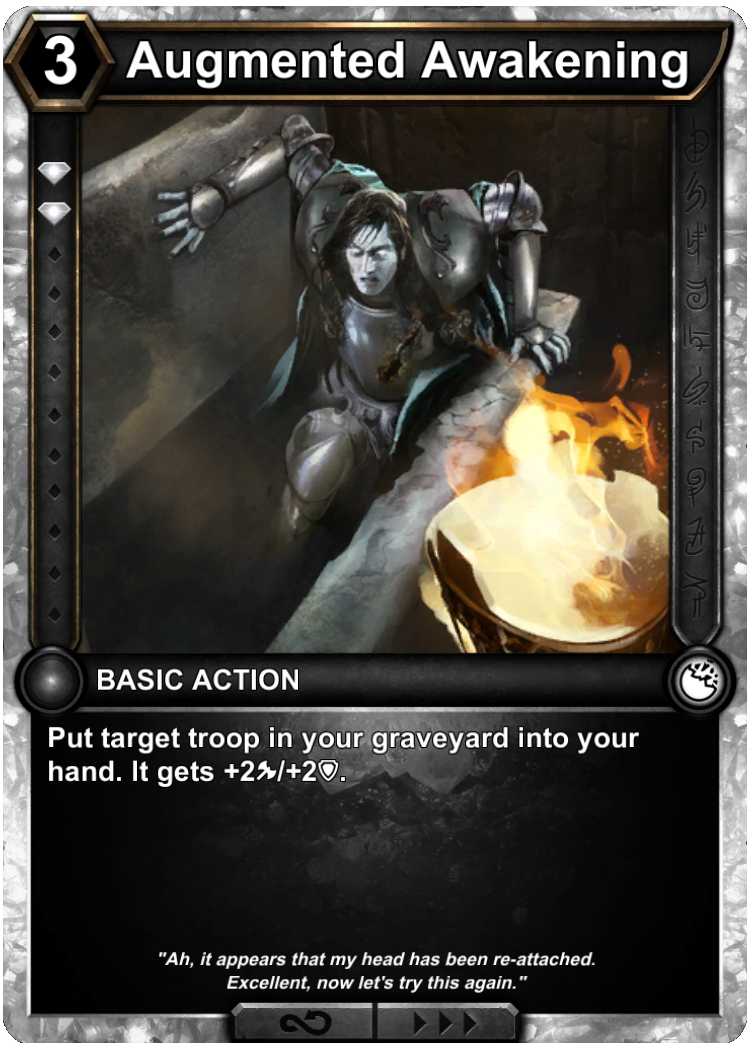 3 Augmented Awakening
BASIC ACTION
Put target troop in your graveyard into your
hand. It gets +2/+2.
"Ah, it appears that my head has been re-attached.
Excellent, now let's try this again."